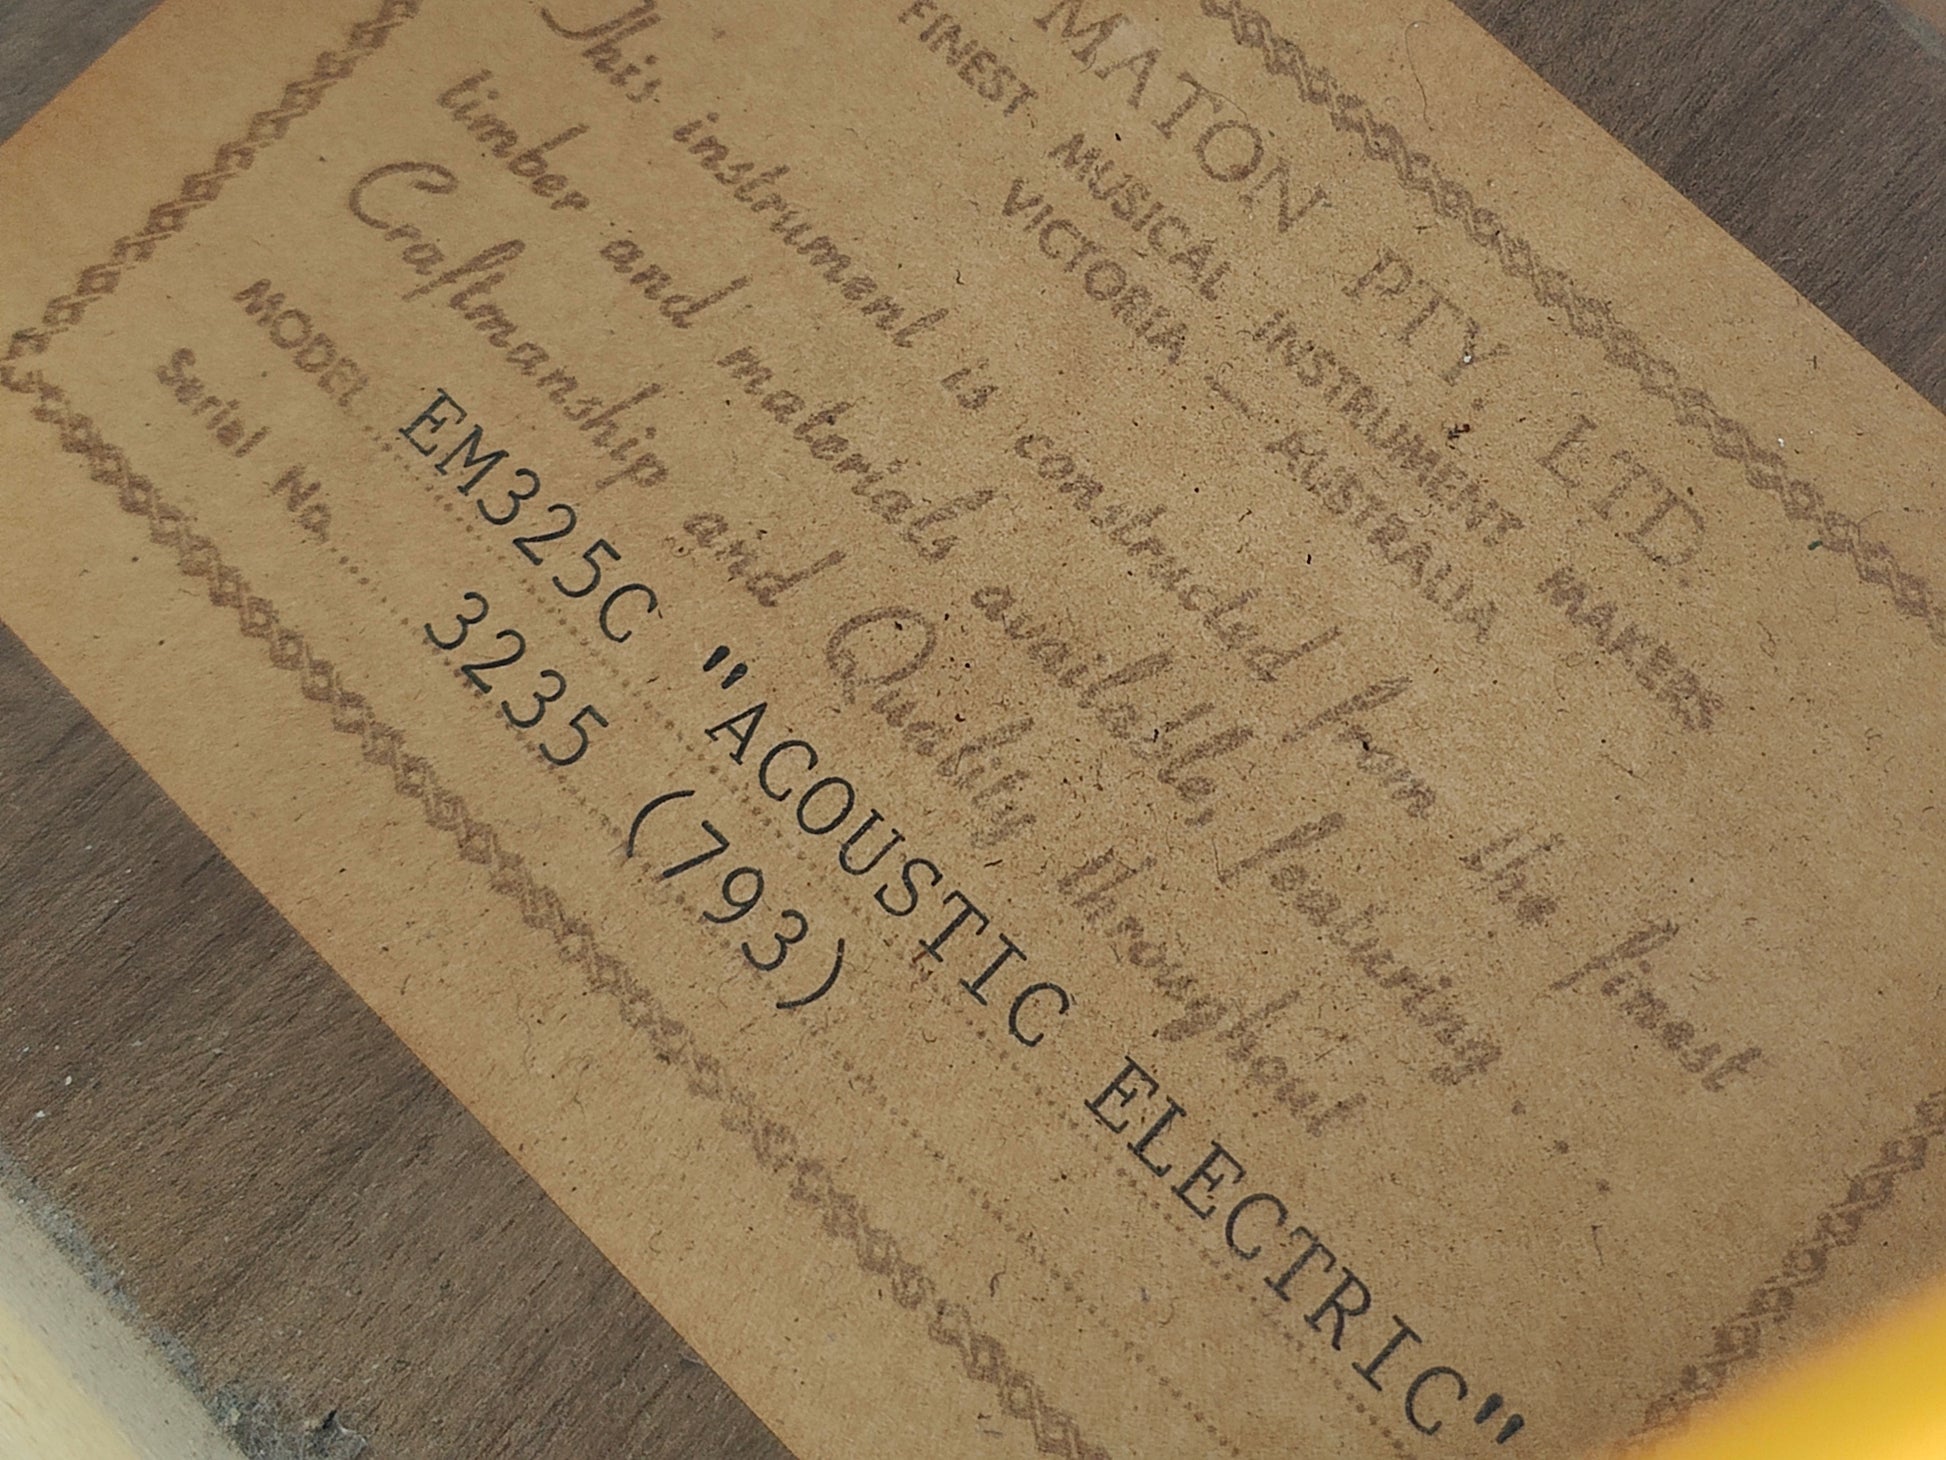 MATON PTY. LTD.
FINEST MUSICAL INSTRUMENT MAKERS
VICTORIA — AUSTRALIA
This instrument is constructed from the finest
timber and materials available, featuring
Craftmanship and Quality throughout
MODEL EM325C "ACOUSTIC ELECTRIC"
Serial No. 3235 (793)